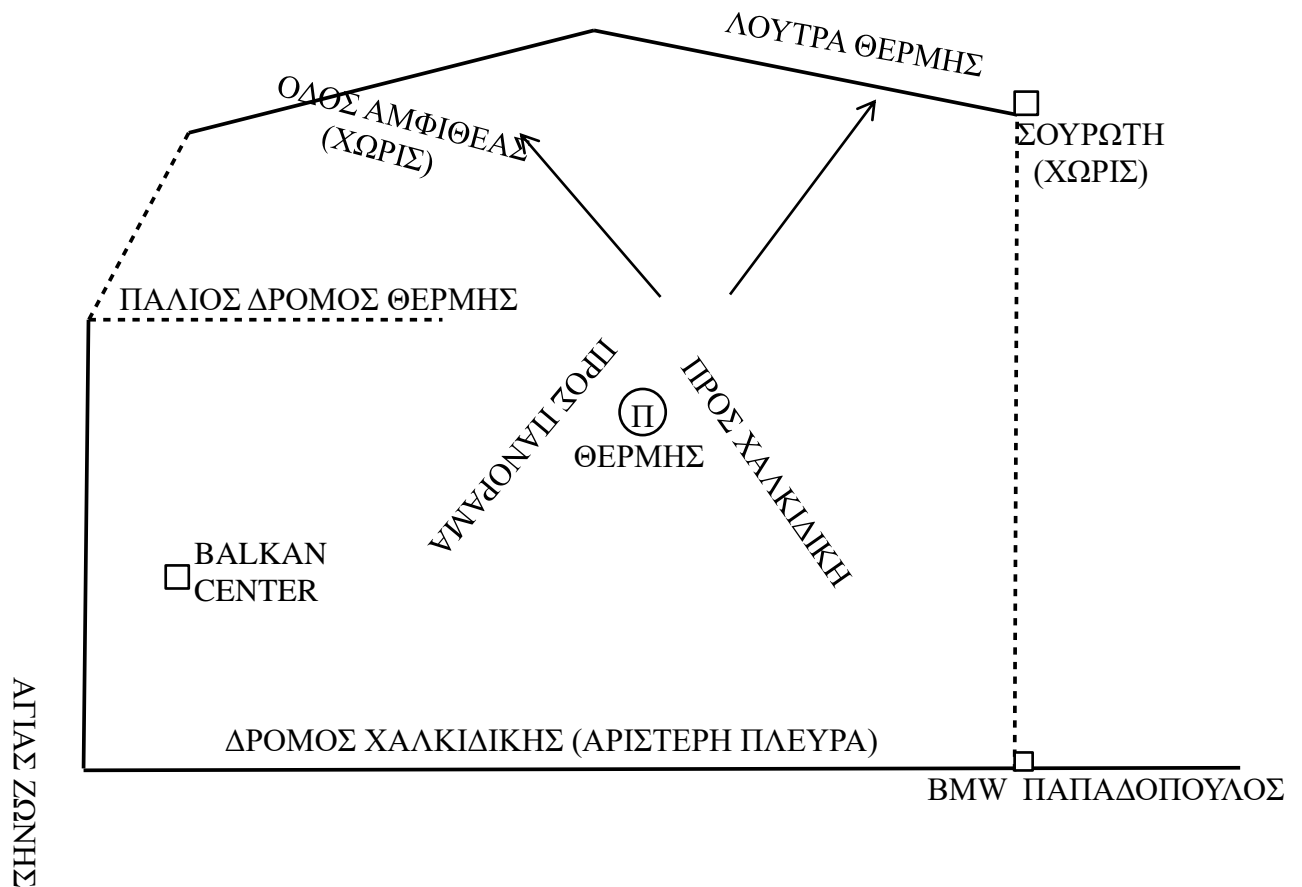 ΛΟΥΤΡΑ ΘΕΡΜΗΣ
ΟΔΟΣ ΑΜΦΙΘΕΑΣ
(ΧΩΡΙΣ)
ΣΟΥΡΩΤΗ
(ΧΩΡΙΣ)
ΠΑΛΙΟΣ ΔΡΟΜΟΣ ΘΕΡΜΗΣ
ΠΡΟΣ ΠΑΝΟΡΑΜΑ
ΠΡΟΣ ΧΑΛΚΙΔΙΚΗ
Π
ΘΕΡΜΗΣ
BALKAN
CENTER
ΑΓΙΑΣ ΖΩΝΗΣ
ΔΡΟΜΟΣ ΧΑΛΚΙΔΙΚΗΣ (ΑΡΙΣΤΕΡΗ ΠΛΕΥΡΑ)
BMW ΠΑΠΑΔΟΠΟΥΛΟΣ